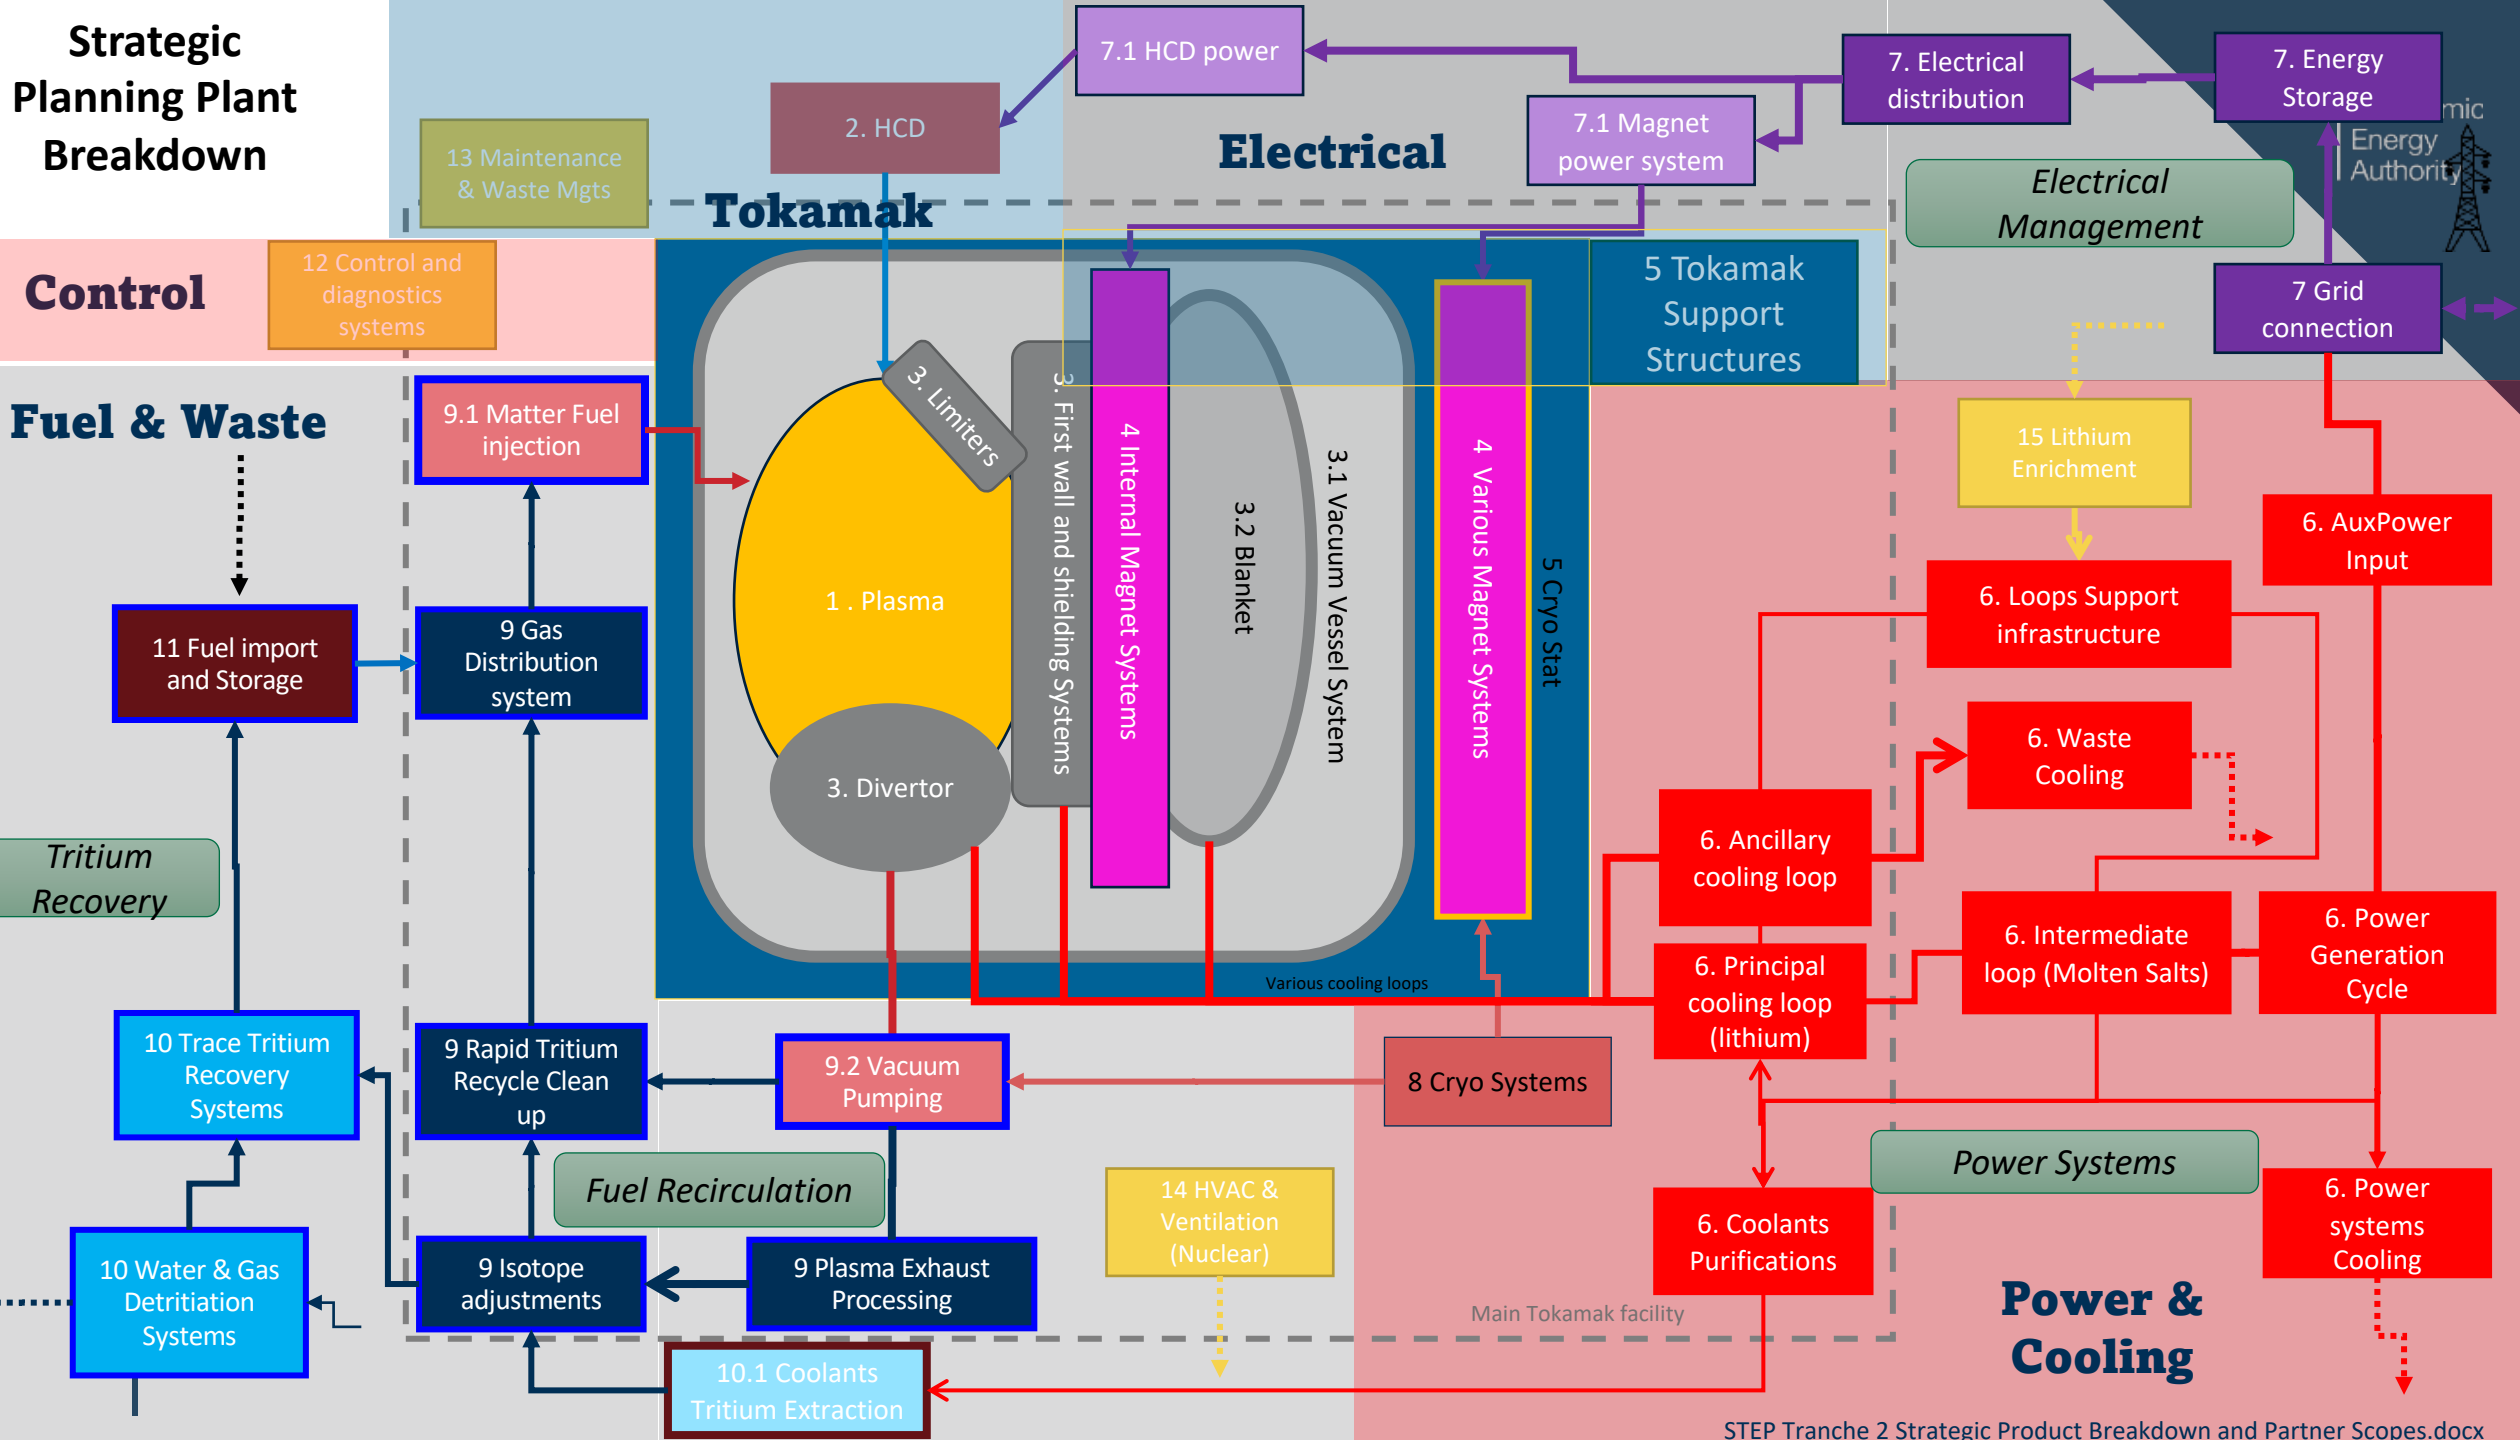 Strategic
Planning Plant
Breakdown
7.1 HCD power
7. Electrical
distribution
7. Energy
Storage
mic
Energy
Authority
2. HCD
7.1 Magnet
power system
Electrical
13 Maintenance
& Waste Mgts
Electrical
Management
Tokamak
Control
12 Control and
diagnostics
systems
5 Tokamak
Support
Structures
7 Grid
connection
Fuel & Waste
9.1 Matter Fuel
injection
3. Limiters
3. First wall and shielding Systems
4 Internal Magnet Systems
3.2 Blanket
3.1 Vacuum Vessel System
4 Various Magnet Systems
5 Cryo Stat
15 Lithium
Enrichment
6. AuxPower
Input
1 . Plasma
6. Loops Support
infrastructure
11 Fuel import
and Storage
9 Gas
Distribution
system
6. Waste
Cooling
3. Divertor
Tritium
Recovery
6. Ancillary
cooling loop
6. Intermediate
loop (Molten Salts)
6. Power
Generation
Cycle
6. Principal
cooling loop
(lithium)
Various cooling loops
10 Trace Tritium
Recovery
Systems
9 Rapid Tritium
Recycle Clean
up
9.2 Vacuum
Pumping
8 Cryo Systems
Fuel Recirculation
14 HVAC &
Ventilation
(Nuclear)
Power Systems
6. Coolants
Purifications
6. Power
systems
Cooling
10 Water & Gas
Detritiation
Systems
9 Isotope
adjustments
9 Plasma Exhaust
Processing
Main Tokamak facility
Power &
Cooling
10.1 Coolants
Tritium Extraction
STEP Tranche 2 Strategic Product Breakdown and Partner Scopes.docx